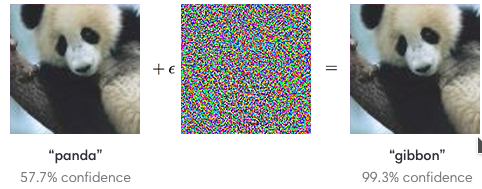 + ϵ
=
“panda”
“gibbon”
57.7% confidence
99.3% confidence